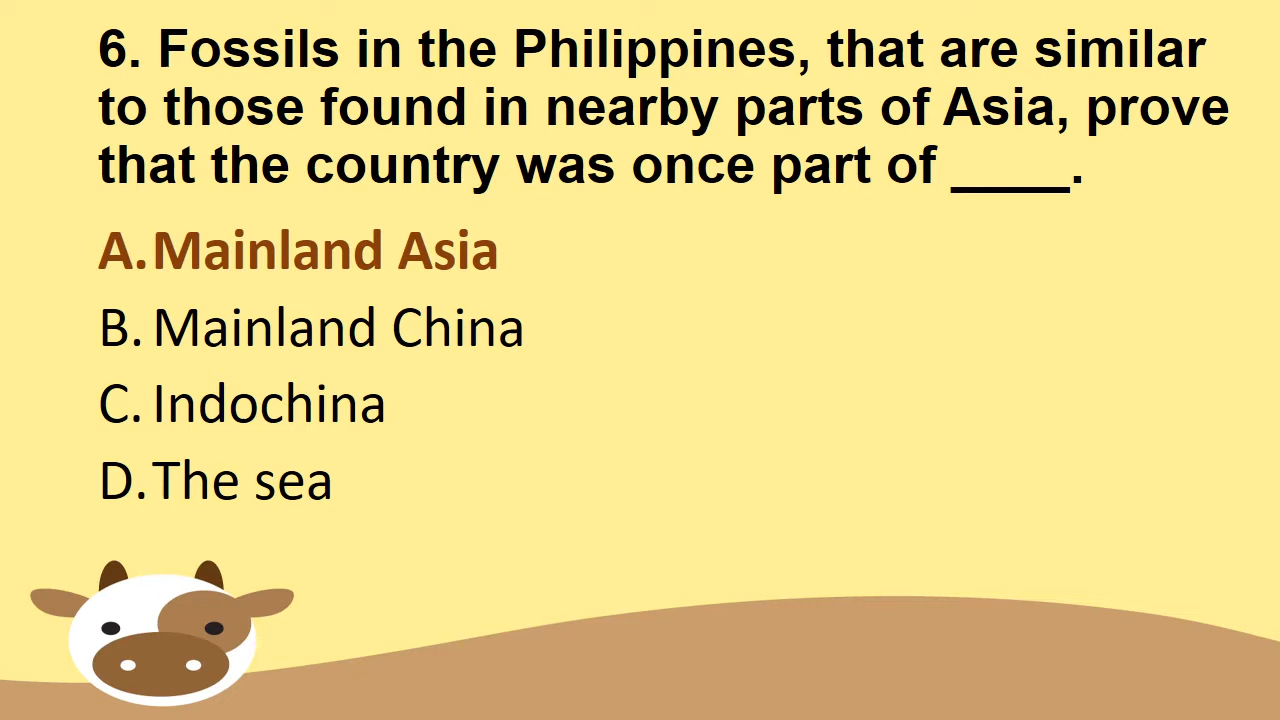 6. Fossils in the Philippines, that are similar
to those found in nearby parts of Asia, prove
that the country was once part of ____.
A. Mainland Asia
B. Mainland China
C. Indochina
D. The sea